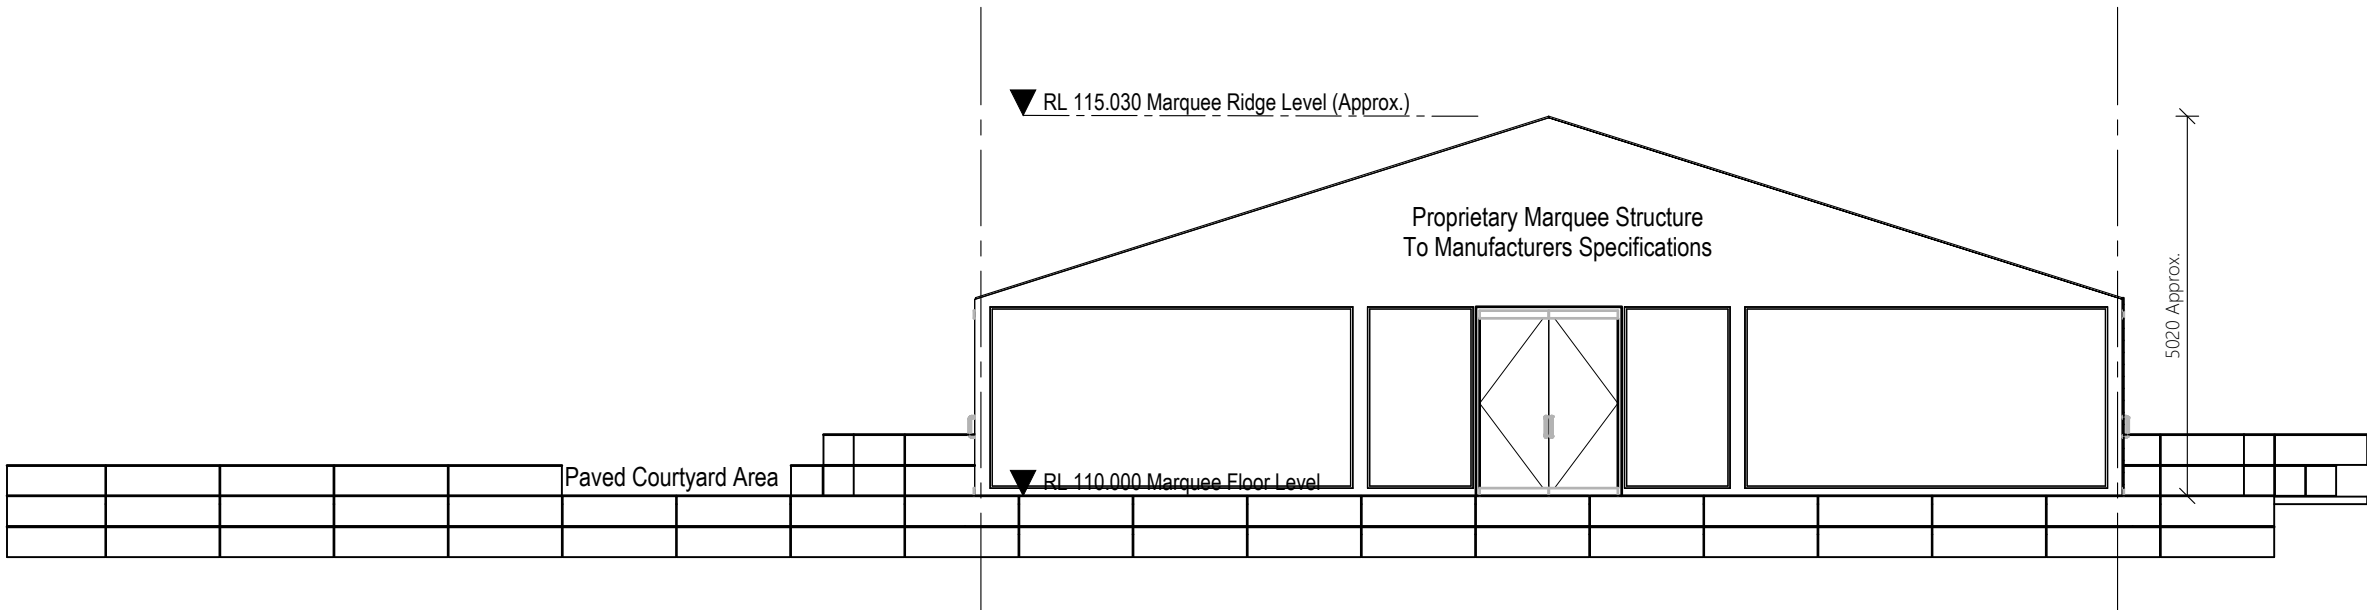 RL 115.030 Marquee Ridge Level (Approx.)
Proprietary Marquee Structure
To Manufacturers Specifications
5020 Approx.
Paved Courtyard Area
RL 110.000 Marquee Floor Level